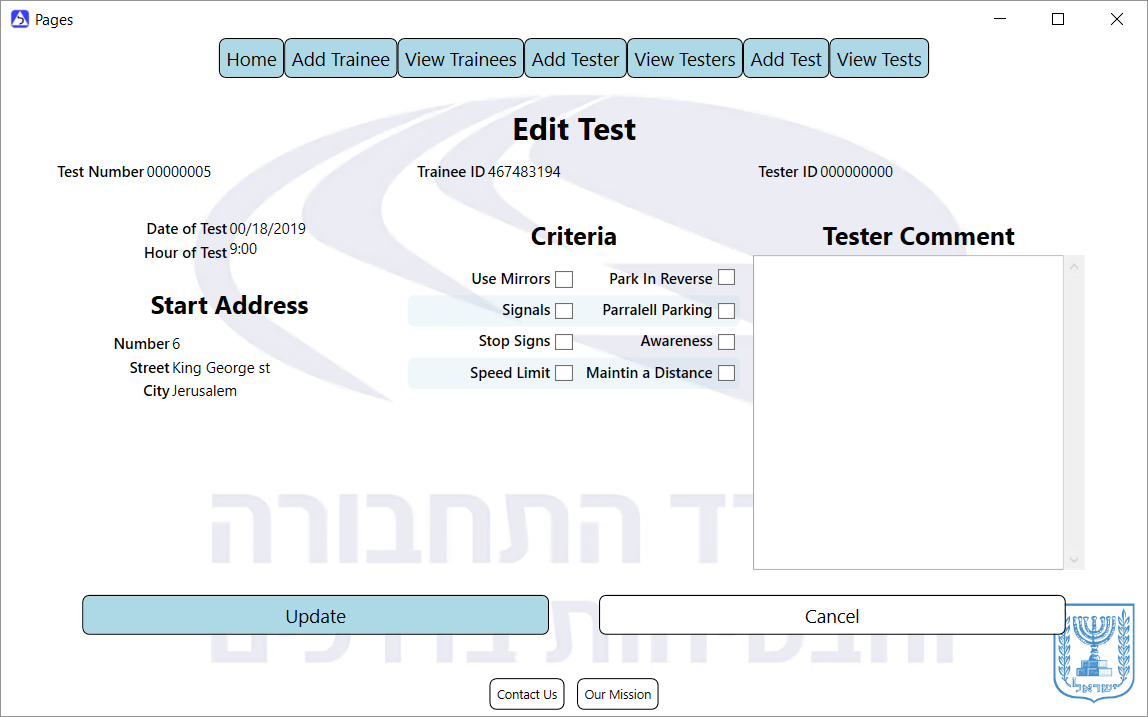 Pages
Home Add Trainee View Trainees Add Tester View Testers Add Test View Tests
Edit Test
Test Number 00000005 Trainee ID 467483194 Tester ID 000000000
Date of Test 00/18/2019
Hour of Test 9:00
Start Address
Number 6
Street King George st
City Jerusalem
Criteria
Use Mirrors Park In Reverse
Signals Parralell Parking
Stop Signs Awareness
Speed Limit Maintin a Distance
Tester Comment
רד התחבורה
Update Cancel
ישראל
Contact Us Our Mission